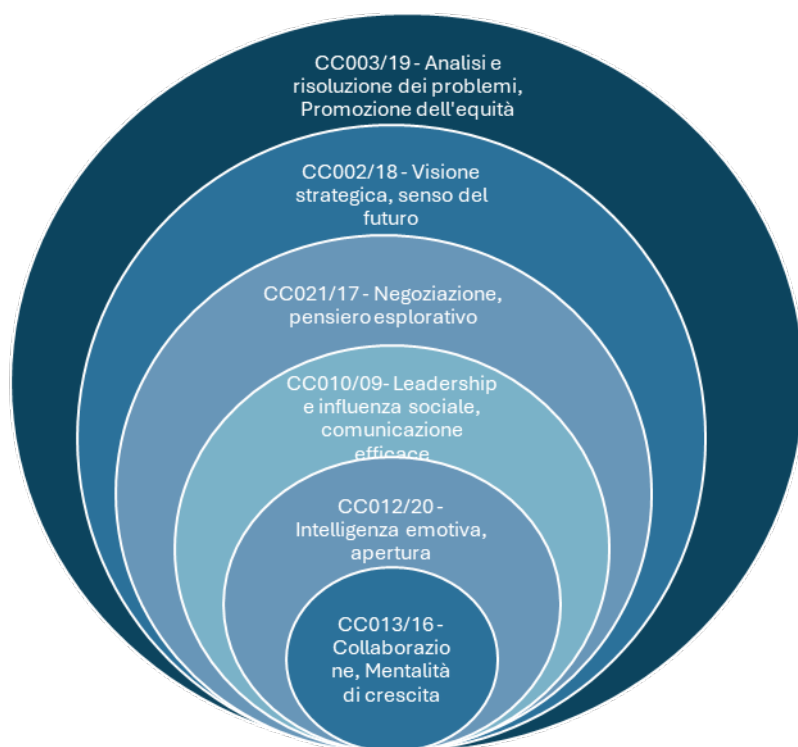 CC003/19 - Analisi e
risoluzione dei problemi,
Promozione dell'equità
CC002/18 - Visione
strategica, senso del
futuro
CC021/17 - Negoziazione,
pensiero esplorativo
CC010/09- Leadership
e influenza sociale,
comunicazione
efficace
CC012/20 -
Intelligenza emotiva,
apertura
CC013/16 -
Collaborazio
ne, Mentalità
di crescita